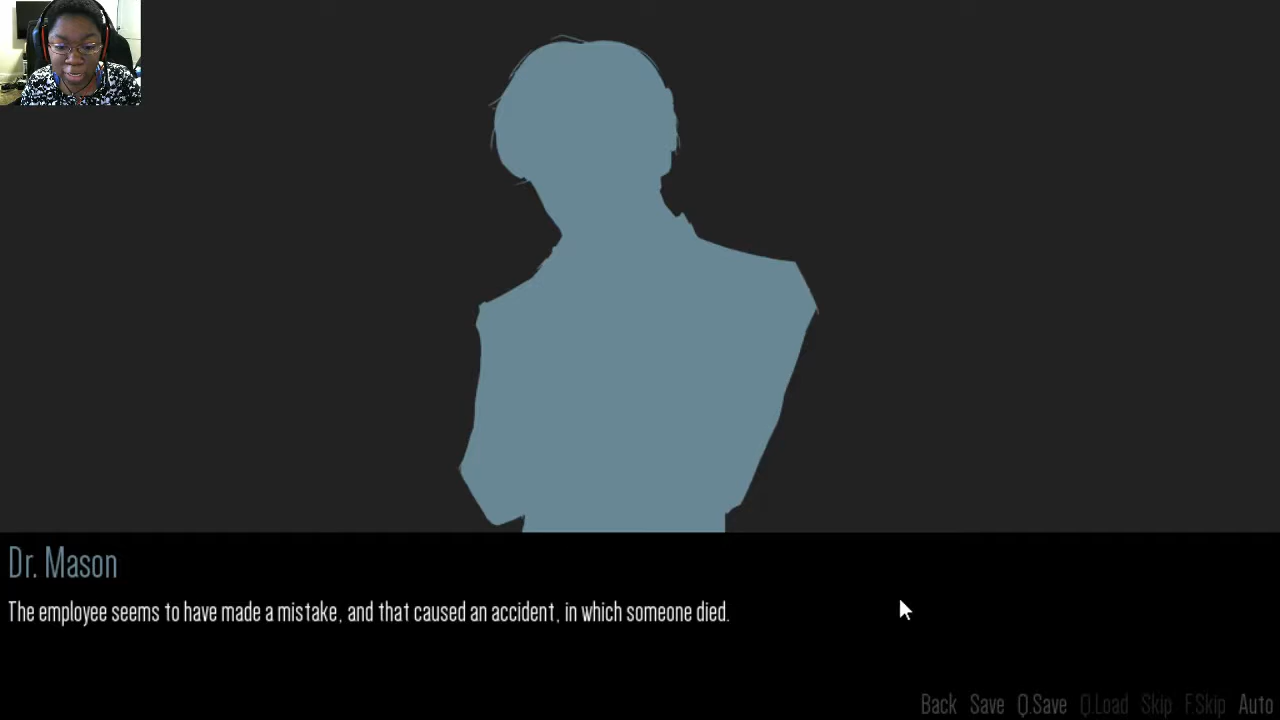 Dr. Mason
The employee seems to have made a mistake, and that caused an accident, in which someone died.
Back Save Q.Save Q.Load Skip F.Skip Auto